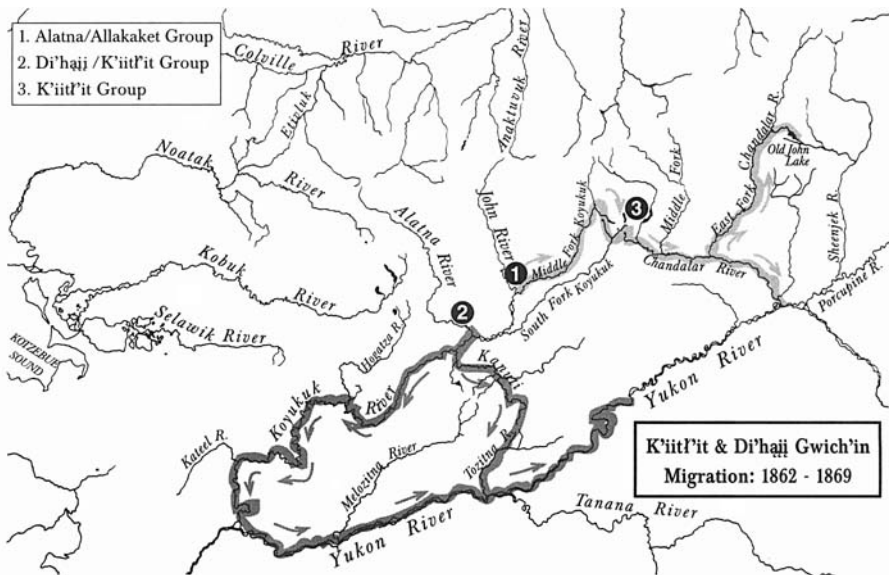 1. Alatna/Allakaket Group
2. Di'hąįį /K'iitł'it Group
3. K'iitł'it Group
Colville River
Etivluk
Anaktuvuk River
Noatak River
Alatna River
John River
Middle Fork Koyukuk
South Fork Koyukuk
Middle Fork
East Fork Chandalar R.
Old John
Lake
Sheenjek R.
Chandalar River
Porcupine R.
Kobuk River
Selawik River
KOTZEBUE
SOUND
Hogatza R.
1
2
3
Kanuti
Koyukuk River
Kateel R.
Melozitna River
Tozitna R.
Yukon River
Yukon River
Tanana River
K'iitł'it & Di'hąįį Gwich'in
Migration: 1862 - 1869